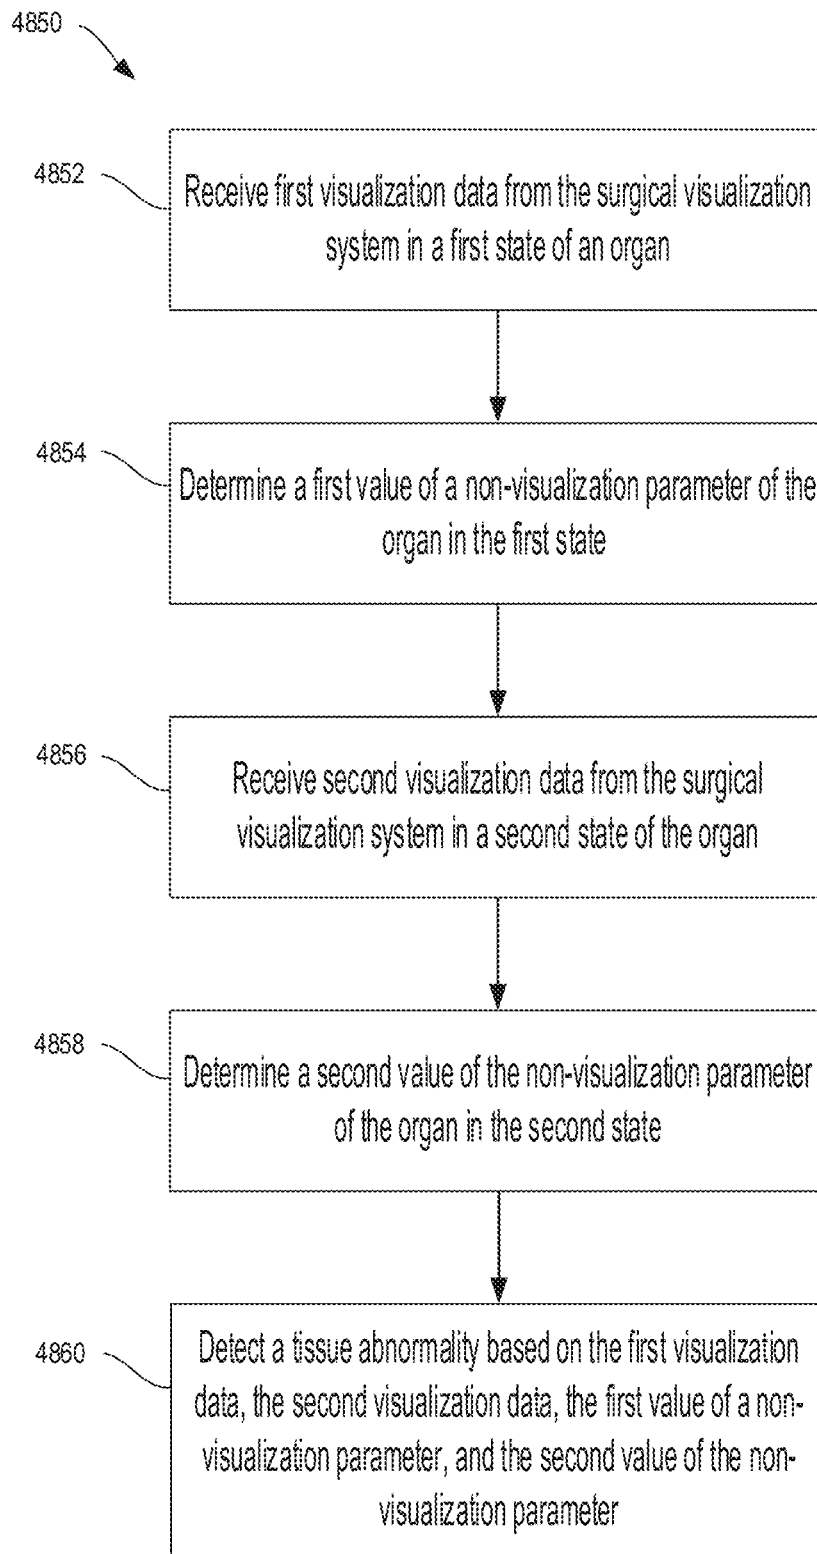 4850
4852
Receive first visualization data from the surgical visualization
system in a first state of an organ
4854
Determine a first value of a non-visualization parameter of the
organ in the first state
4856
Receive second visualization data from the surgical
visualization system in a second state of the organ
4858
Determine a second value of the non-visualization parameter
of the organ in the second state
4860
Detect a tissue abnormality based on the first visualization
data, the second visualization data, the first value of a non-
visualization parameter, and the second value of the non-
visualization parameter